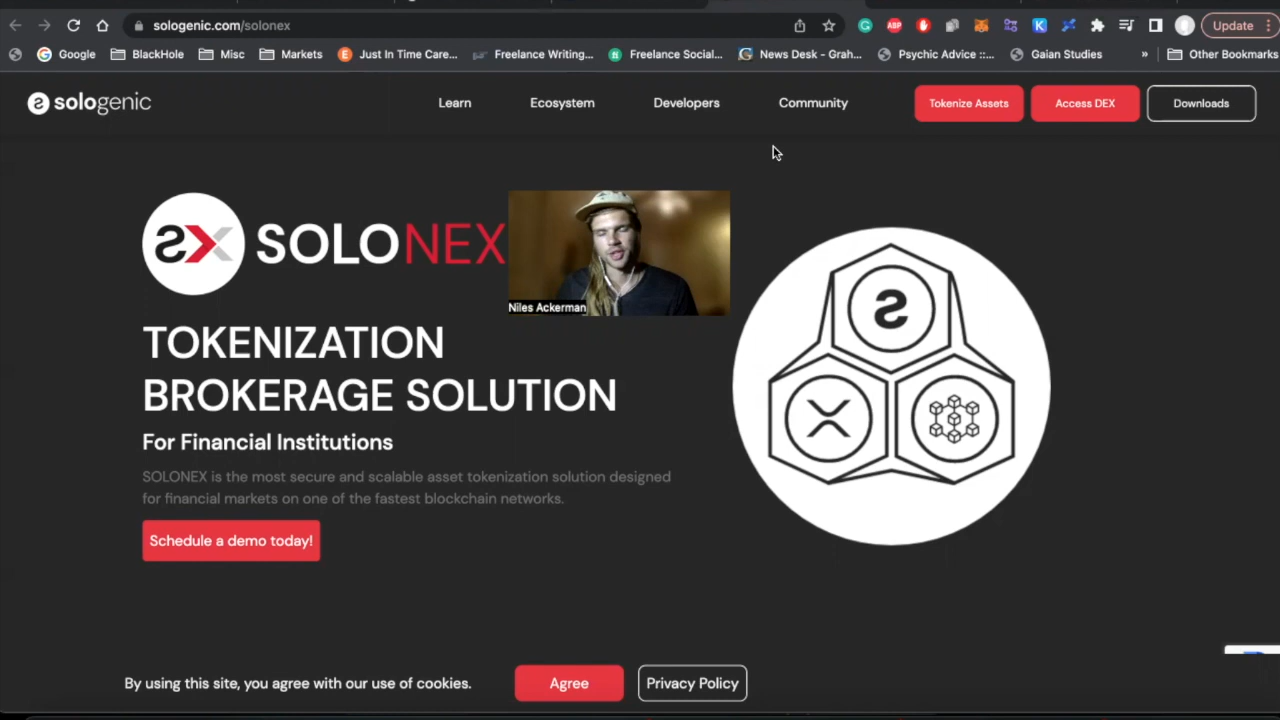 sologenic.com/solonex
Update
Google
BlackHole
Misc
Markets
Just In Time Care...
Freelance Writing...
Freelance Social...
News Desk - Grah...
Psychic Advice ::...
Gaian Studies
»
Other Bookmarks
sologenic
Learn
Ecosystem
Developers
Community
Tokenize Assets
Access DEX
Downloads
SOLONEX
Niles Ackerman
TOKENIZATION
BROKERAGE SOLUTION
For Financial Institutions
SOLONEX is the most secure and scalable asset tokenization solution designed
for financial markets on one of the fastest blockchain networks.
Schedule a demo today!
By using this site, you agree with our use of cookies.
Agree
Privacy Policy